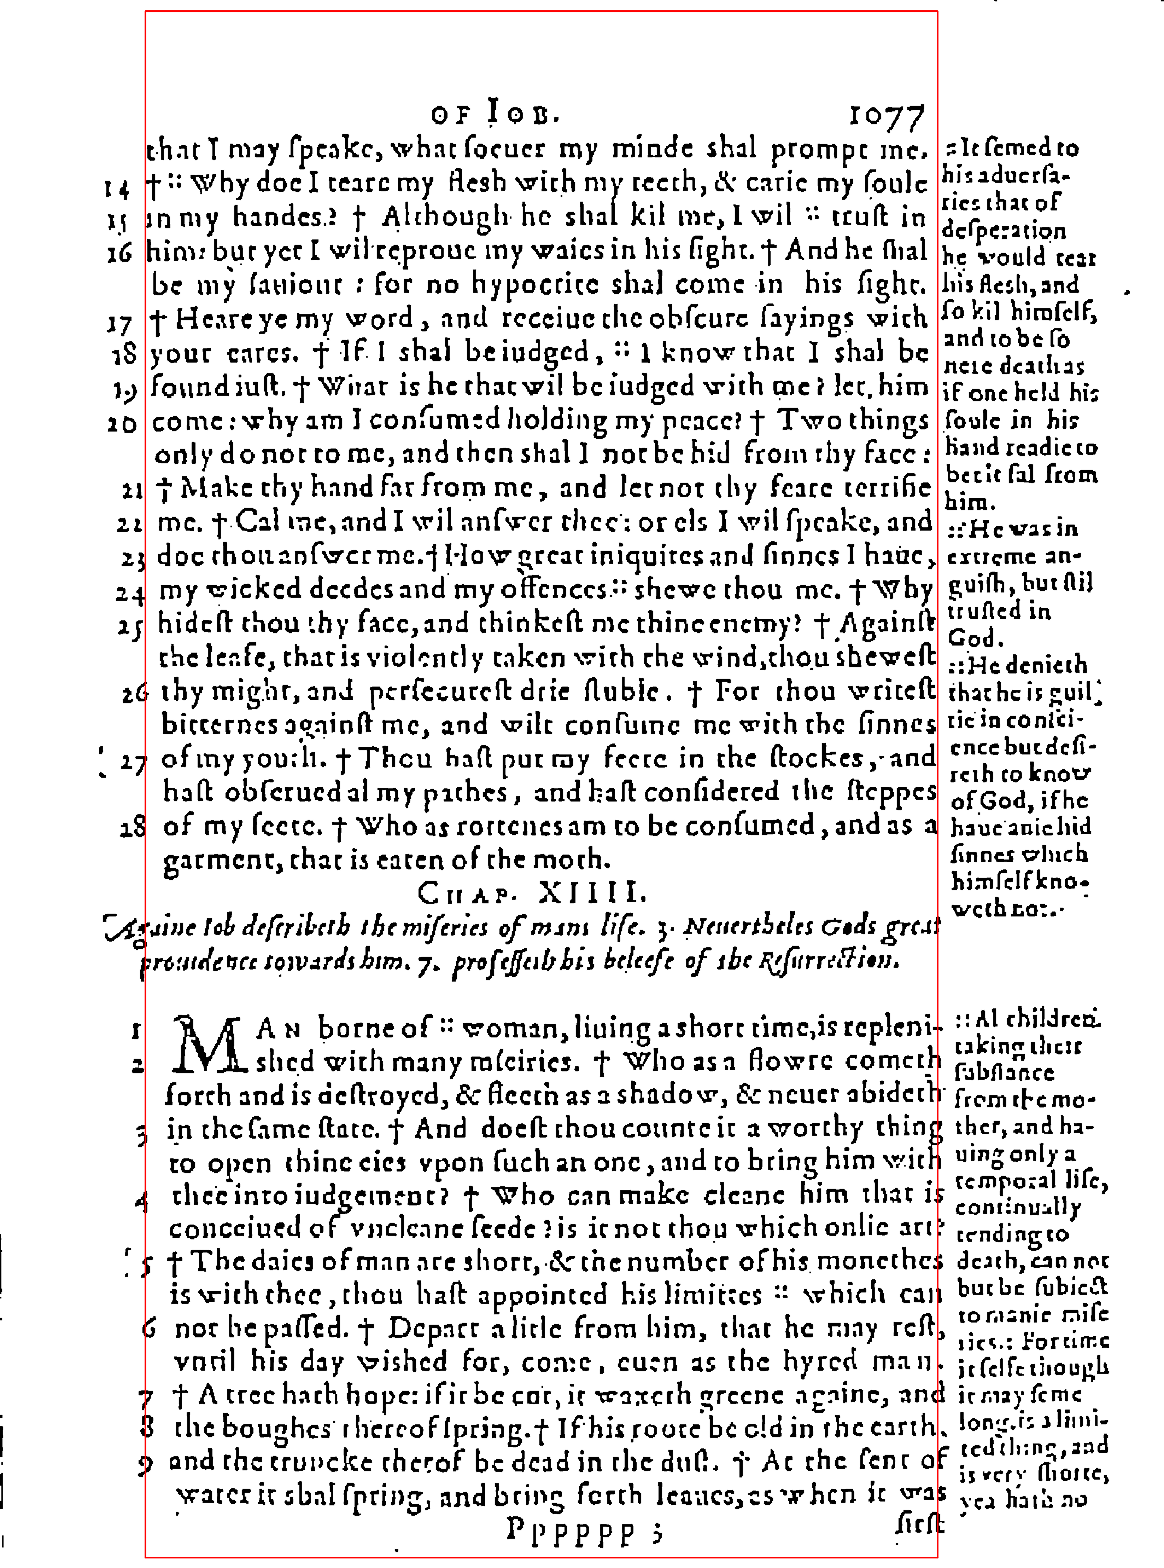 OF IOB. 1077
that I may ſpeake, what ſoeuer my minde shal prompt me.
14 † :: Why doe I teare my flesh with my teeth, & carie my ſoule
15 in my handes? † Although he shal kil me, I wil :: truſt in
16 him: but yet I wil reproue my waies in his ſight. † And he shal
be my ſauiour : for no hypocrite shal come in his ſight.
17 † Heare ye my word, and receiue the obſcure ſayings with
18 your eares. † If I shal be iudged, :: I know that I shal be
19 found iuſt. † What is he that wil be iudged with me? let him
20 come: why am I conſumed holding my peace? † Two things
only do not to me, and then shal I not be hid from thy face:
21 † Make thy hand far from me, and let not thy feare terrifie
22 me. † Cal me, and I wil anſwer thee: or els I wil ſpeake, and
23 doe thou anſwer me. † How great iniquites and ſinnes I haue,
24 my wicked deedes and my offences :: shewe thou me. † Why
25 hideſt thou thy face, and thinkeſt me thine enemy? † Againſt
the leafe, that is violently taken with the wind, thou sheweſt
26 thy might, and perſecuteſt drie ſtuble. † For thou writeſt
bitternes againſt me, and wilt conſume me with the ſinnes
27 of my youth. † Thou haſt put my feete in the ſtockes, and
haſt obſerued al my pathes, and haſt conſidered the ſteppes
28 of my feete. † Who as rottenes am to be conſumed, and as a
garment, that is eaten of the moth.
:: It ſemed to
his aduerſa-
ries that of
deſperation
he would tear
his flesh, and
ſo kil himſelf,
and to be ſo
nere death as
if one held his
ſoule in his
hand readie to
let it fal from
him.
:: He was in
extreme an-
guiſh, but ſtil
truſted in
God.
:: He denieth
that he is guil
tie in conſci-
ence but deſi-
reth to know
of God, if he
haue anie hid
ſinnes which
himſelf kno-
weth not.
CHAP. XIIII.
Againe Iob deſcribeth the miſeries of mans life. 3. Neuertheles Gods great
prouidence towards him. 7. profeſſeth his beleefe of the Reſurrection.
1 MAN borne of :: woman, liuing a short time, is repleni-
2 shed with many miseiries. † Who as a flowre cometh
forth and is deſtroyed, & fleeth as a shadow, & neuer abideth
3 in the ſame ſtate. † And doeſt thou counte it a worthy thing
to open thine eies vpon ſuch an one, and to bring him with
4 thee into iudgement? † Who can make cleane him that is
conceiued of vncleane ſeede? is it not thou which onlie art?
5 † The daies of man are short, & the number of his monethes
is with thee, thou haſt appointed his limittes :: which can
6 not be paſſed. † Depart a litle from him, that he may reſt,
vntil his day wished for, come, euen as the hyred man.
7 † A tree hath hope: if it be cut, it waxeth greene againe, and
8 the boughes thereof ſpring. † If his roote be old in the earth,
9 and the truncke therof be dead in the duſt. † At the ſent of
water it shal ſpring, and bring forth leaues, as when it was
:: Al children
taking their
ſubſtance
from the mo-
ther, and ha-
uing only a
temporal life,
continually
tending to
death, can not
but be ſubiect
to manie miſe
ries.: For time
it ſelfe though
it may ſeme
long, is a limi-
ted thing, and
is very ſhorte,
yea hath no
Pppppp 3 firſt